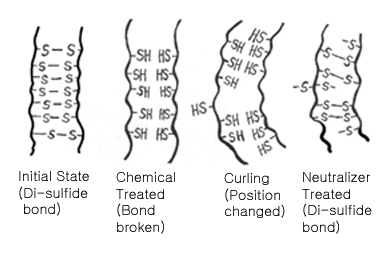 -S-S-
-S-S-
-S-S-
-S-S-
-S-S-
-S-S-
-S-S-
Initial State
(Di-sulfide
bond)
-SH HS-
-SH HS-
-SH HS-
-SH HS-
-SH HS-
Chemical
Treated
(Bond
broken)
HS-
-SH HS-
-SH HS-
-SH
HS-
-SH HS-
-SH HS-
HS-
Curling
(Position
changed)
-S-
S-S
S-S
-S-
-S-S-
-S-S-
-S-
Neutralizer
Treated
(Di-sulfide
bond)